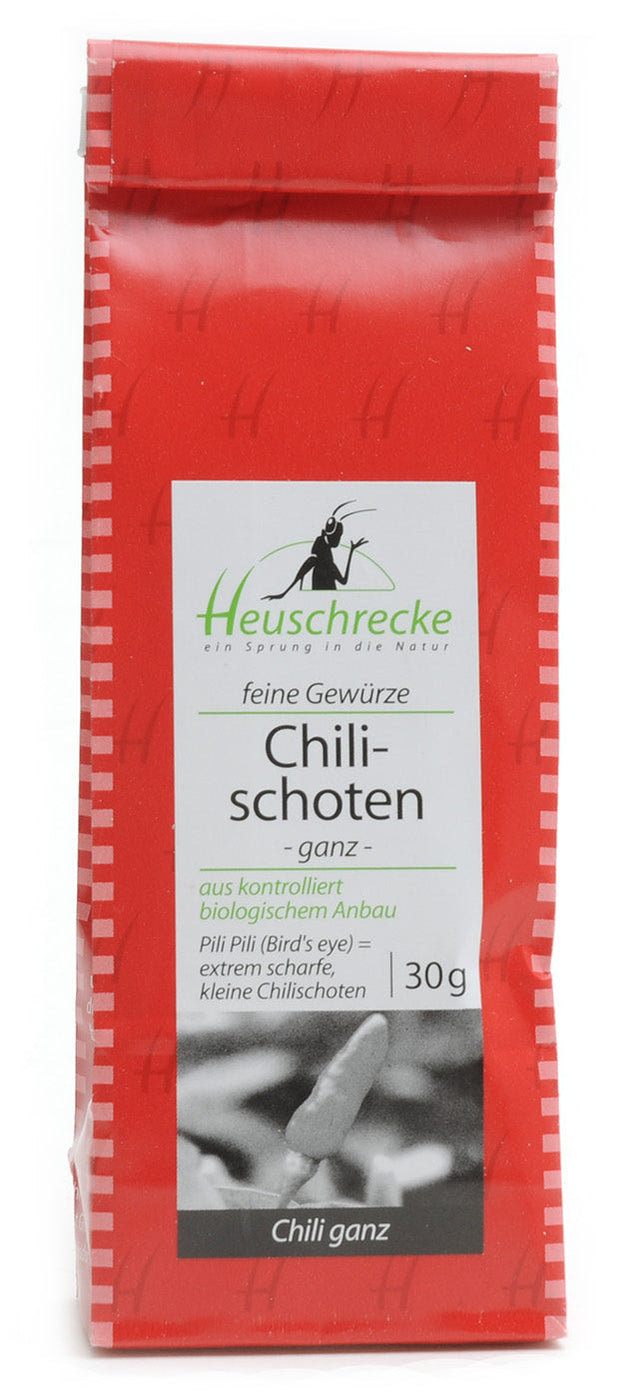 Heuschrecke
ein Sprung in die Natur
feine Gewürze
Chili-
schoten
- ganz -
aus kontrolliert
biologischem Anbau
Pili Pili (Bird's eye) =
extrem scharfe,
kleine Chilischoten
30g
Chili ganz